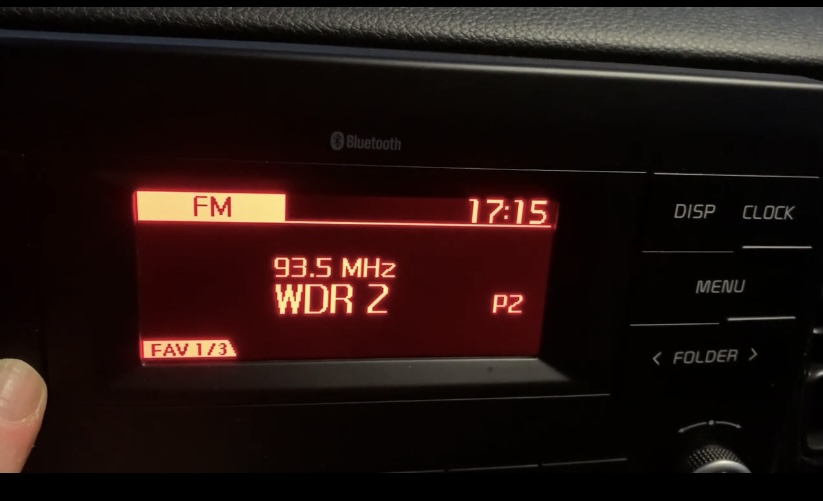 Bluetooth
FM 17:15
DISP CLOCK
93.5 MHz
WDR 2 P2
MENU
FAV 1/3
< FOLDER >